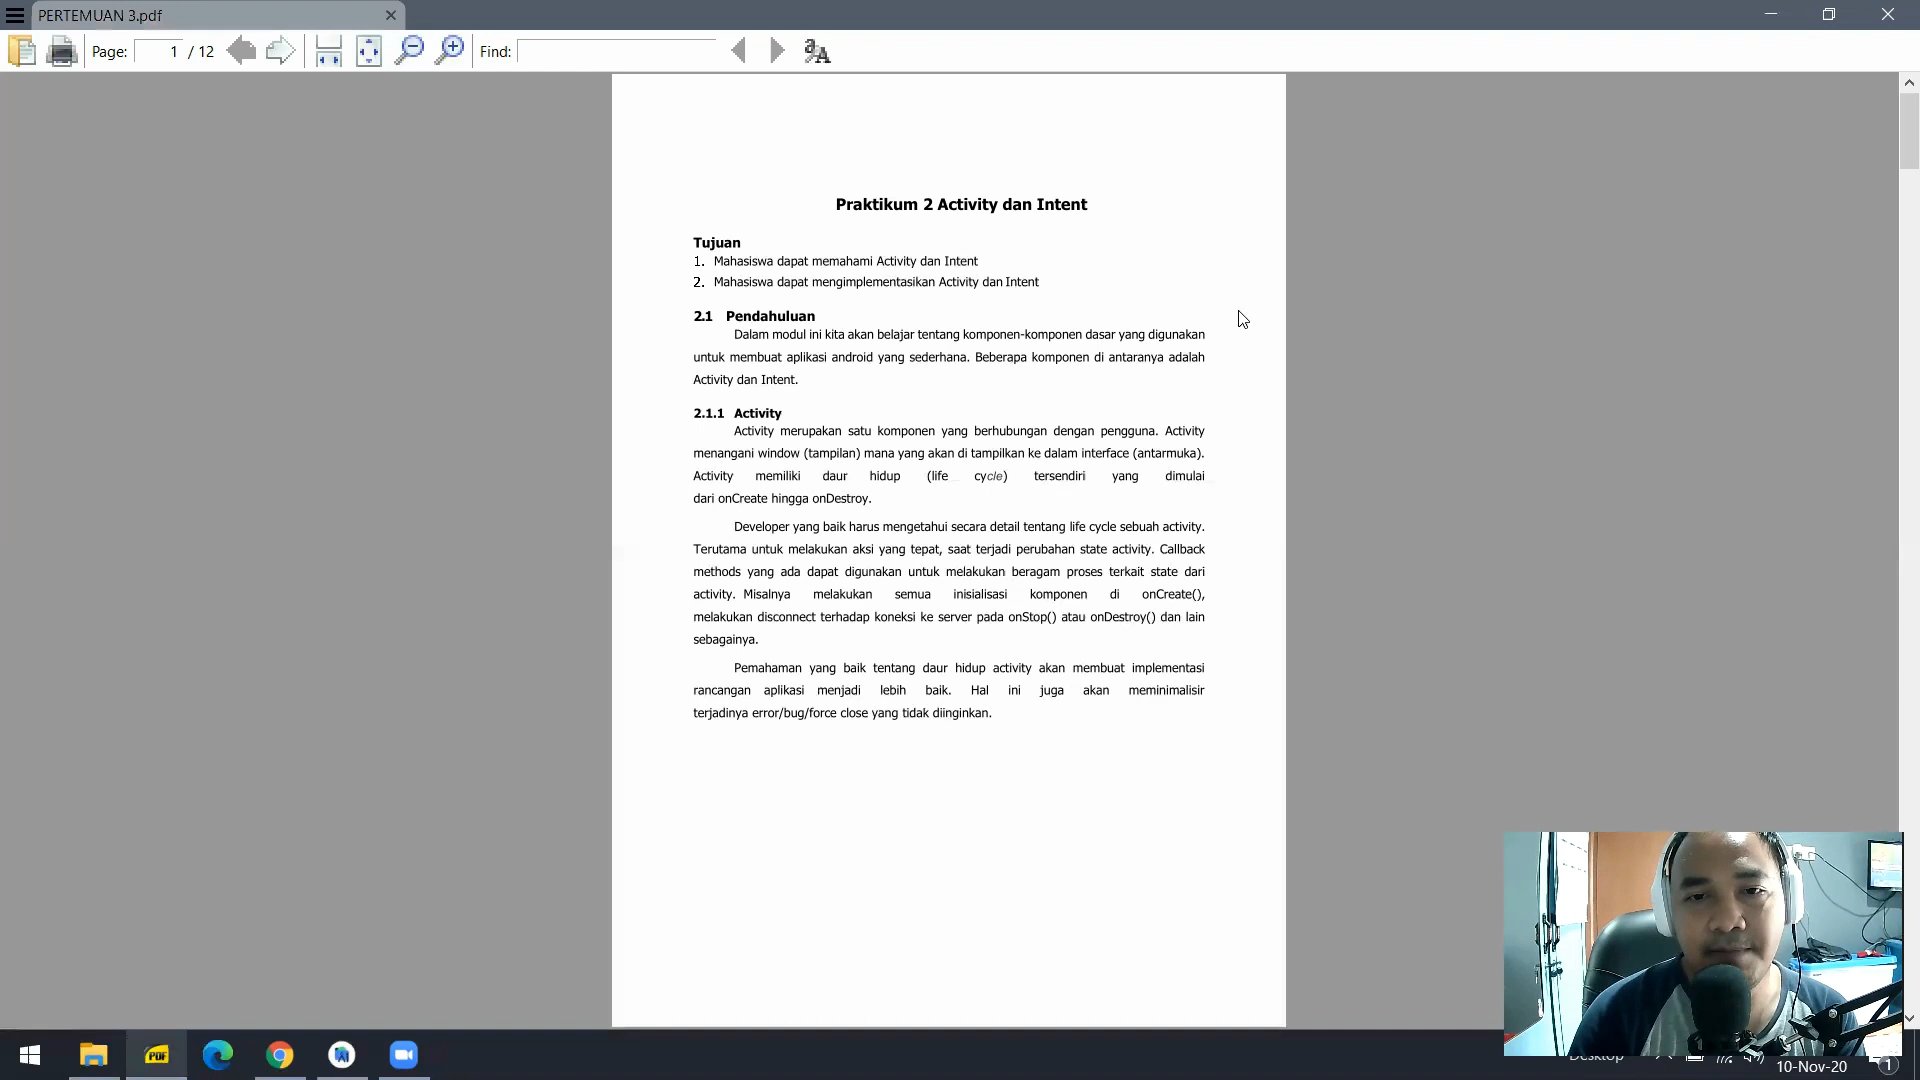 PERTEMUAN 3.pdf
Page: 1 / 12 Find:
Praktikum 2 Activity dan Intent
Tujuan
1. Mahasiswa dapat memahami Activity dan Intent
2. Mahasiswa dapat mengimplementasikan Activity dan Intent
2.1 Pendahuluan
Dalam modul ini kita akan belajar tentang komponen-komponen dasar yang digunakan
untuk membuat aplikasi android yang sederhana. Beberapa komponen di antaranya adalah
Activity dan Intent.
2.1.1 Activity
Activity merupakan satu komponen yang berhubungan dengan pengguna. Activity
menangani window (tampilan) mana yang akan di tampilkan ke dalam interface (antarmuka).
Activity memiliki daur hidup (life cycle) tersendiri yang dimulai
dari onCreate hingga onDestroy.
Developer yang baik harus mengetahui secara detail tentang life cycle sebuah activity.
Terutama untuk melakukan aksi yang tepat, saat terjadi perubahan state activity. Callback
methods yang ada dapat digunakan untuk melakukan beragam proses terkait state dari
activity. Misalnya melakukan semua inisialisasi komponen di onCreate(),
melakukan disconnect terhadap koneksi ke server pada onStop() atau onDestroy() dan lain
sebagainya.
Pemahaman yang baik tentang daur hidup activity akan membuat implementasi
rancangan aplikasi menjadi lebih baik. Hal ini juga akan meminimalisir
terjadinya error/bug/force close yang tidak diinginkan.
PDF
Desktop
10-Nov-20
1